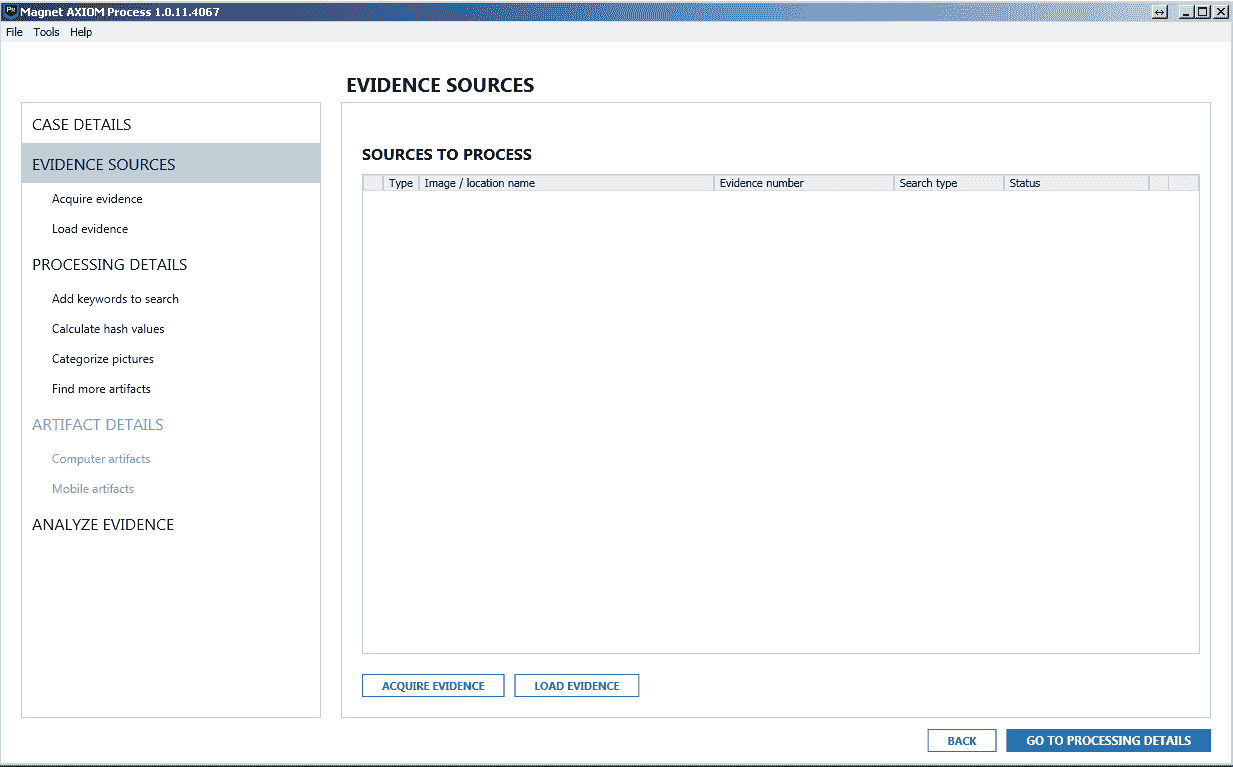 Magnet AXIOM Process 1.0.11.4067
File Tools Help
EVIDENCE SOURCES
CASE DETAILS
EVIDENCE SOURCES
Acquire evidence
Load evidence
PROCESSING DETAILS
Add keywords to search
Calculate hash values
Categorize pictures
Find more artifacts
ARTIFACT DETAILS
Computer artifacts
Mobile artifacts
ANALYZE EVIDENCE
SOURCES TO PROCESS
Type Image / location name Evidence number Search type Status
ACQUIRE EVIDENCE LOAD EVIDENCE
BACK GO TO PROCESSING DETAILS